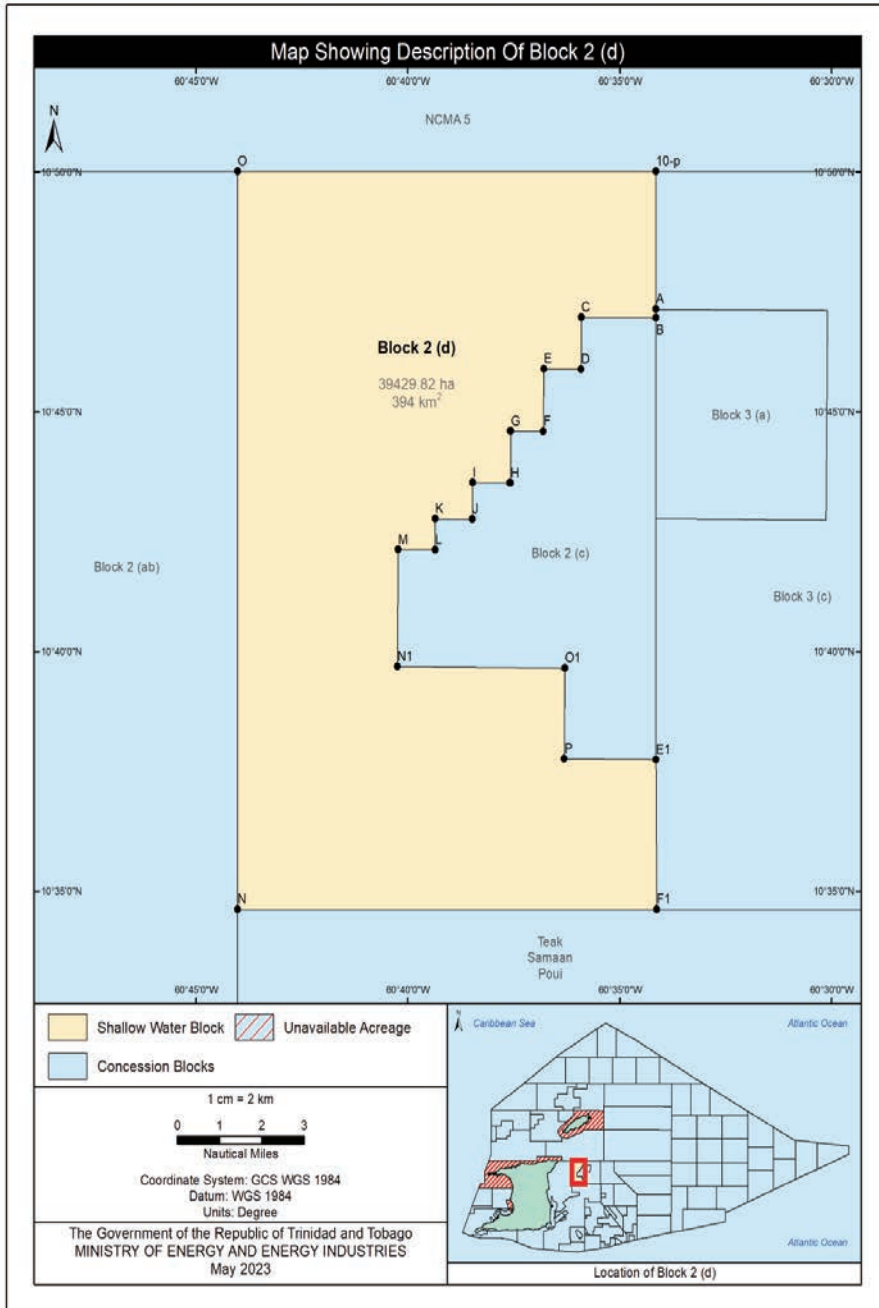 Map Showing Description Of Block 2 (d)
60°45'0"W
60°40'0"W
60°35'0"W
60°30'0"W
N
NCMA 5
O
10-p
10°50'0"N
10°50'0"N
A
B
C
D
E
F
Block 2 (d)
39429.82 ha
394 km²
10°45'0"N
10°45'0"N
Block 3 (a)
G
H
I
J
K
L
M
Block 2 (ab)
Block 2 (c)
Block 3 (c)
10°40'0"N
10°40'0"N
N1
O1
P
E1
10°35'0"N
10°35'0"N
N
F1
Teak
Samaan
Poui
60°45'0"W
60°40'0"W
60°35'0"W
60°30'0"W
Shallow Water Block
Unavailable Acreage
Concession Blocks
1 cm = 2 km
0 1 2 3
Nautical Miles
Coordinate System: GCS WGS 1984
Datum: WGS 1984
Units: Degree
The Government of the Republic of Trinidad and Tobago
MINISTRY OF ENERGY AND ENERGY INDUSTRIES
May 2023
N
Caribbean Sea
Atlantic Ocean
Atlantic Ocean
Location of Block 2 (d)